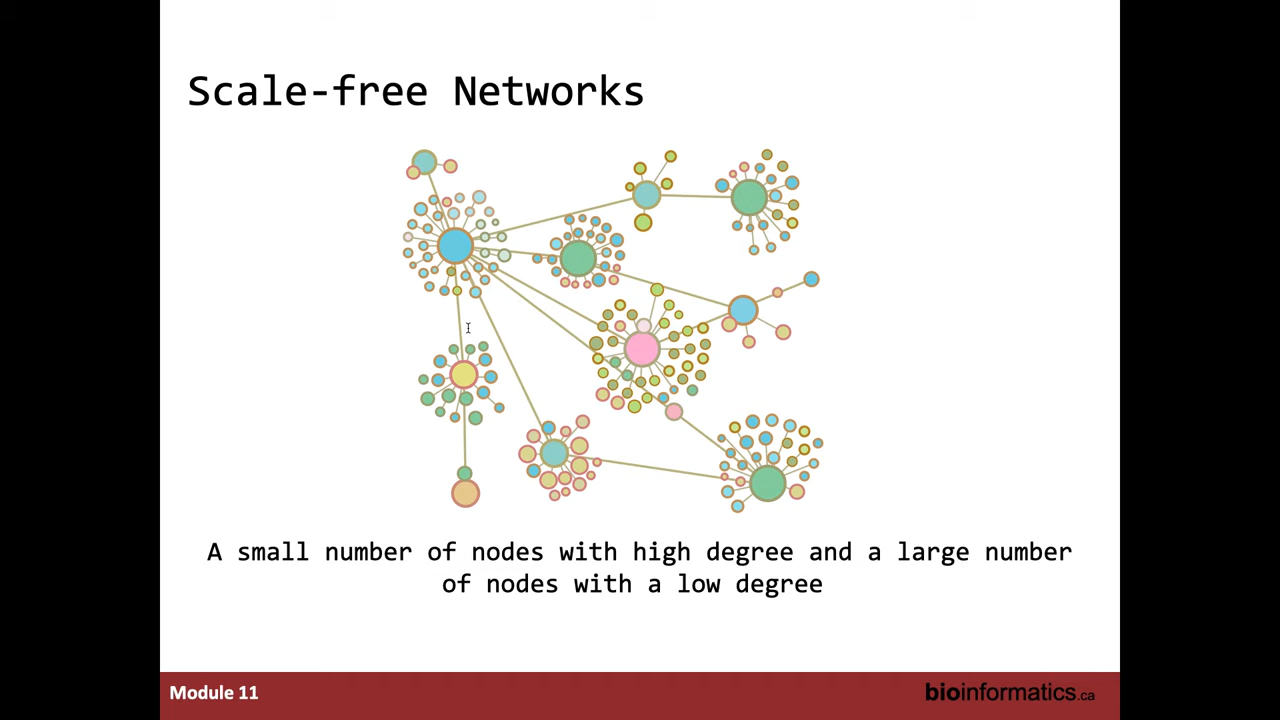 Scale-free Networks
A small number of nodes with high degree and a large number
of nodes with a low degree
Module 11
bioinformatics.ca